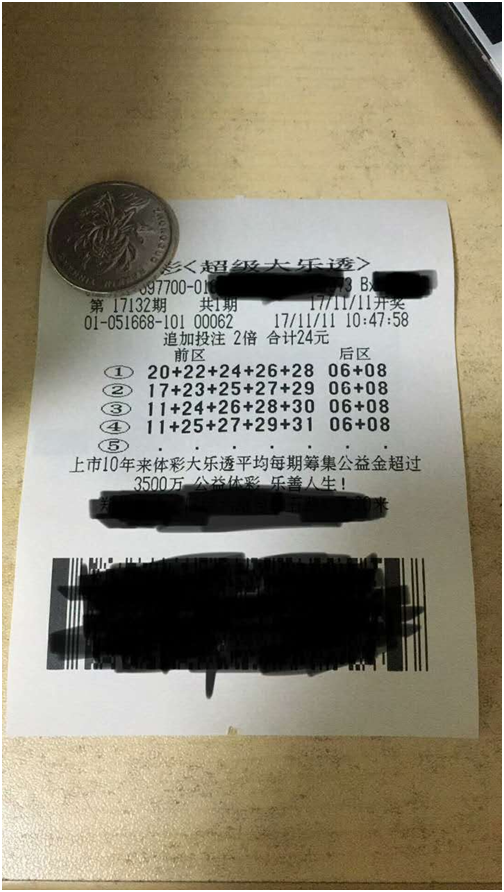 彩<超级大乐透>
697700-01 3 Bx
第 17132期 共1期 17/11/11开奖
01-051668-101 00062 17/11/11 10:47:58
追加投注 2倍 合计24元
前区 后区
① 20+22+24+26+28 06+08
② 17+23+25+27+29 06+08
③ 11+24+26+28+30 06+08
④ 11+25+27+29+31 06+08
⑤ . . . . . . .
上市10年来体彩大乐透平均每期筹集公益金超过
3500万 公益体彩 乐善人生!